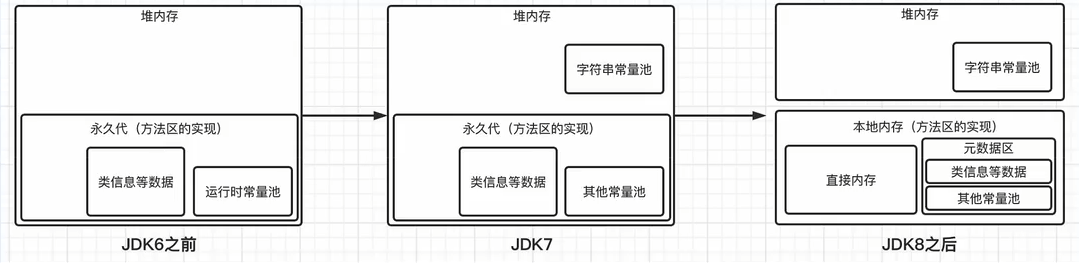 堆内存
永久代（方法区的实现）
类信息等数据
运行时常量池
JDK6之前
堆内存
字符串常量池
永久代（方法区的实现）
类信息等数据
其他常量池
JDK7
堆内存
字符串常量池
本地内存（方法区的实现）
直接内存
元数据区
类信息等数据
其他常量池
JDK8之后